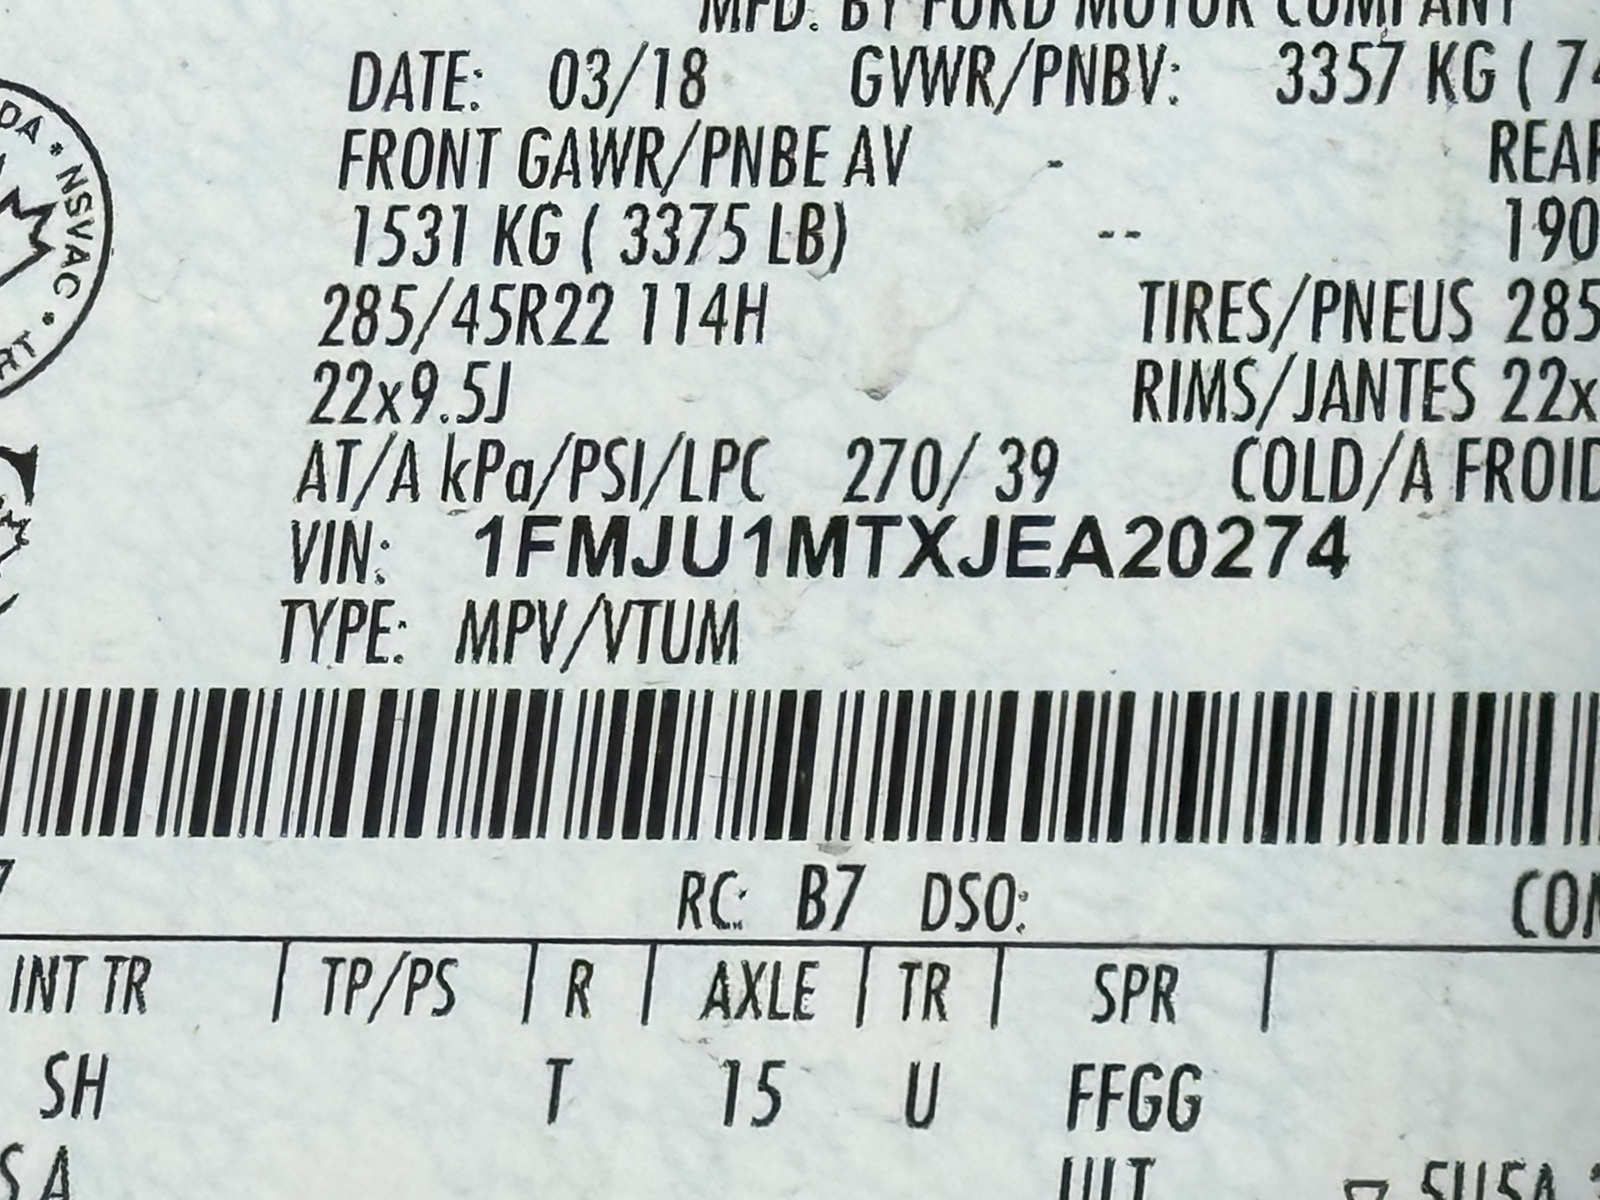 MFD. BY FORD MOTOR COMPANY
DATE: 03/18 GVWR/PNBV: 3357 KG ( 74
FRONT GAWR/PNBE AV - REAR
1531 KG ( 3375 LB) -- 190
285/45R22 114H TIRES/PNEUS 285
22x9.5J RIMS/JANTES 22x
AT/A kPa/PSI/LPC 270/ 39 COLD/A FROID
VIN: 1FMJU1MTXJEA20274
TYPE: MPV/VTUM
NSVAC
RC: B7 DSO:
INT TR TP/PS R AXLE TR SPR
SH T 15 U FFGG